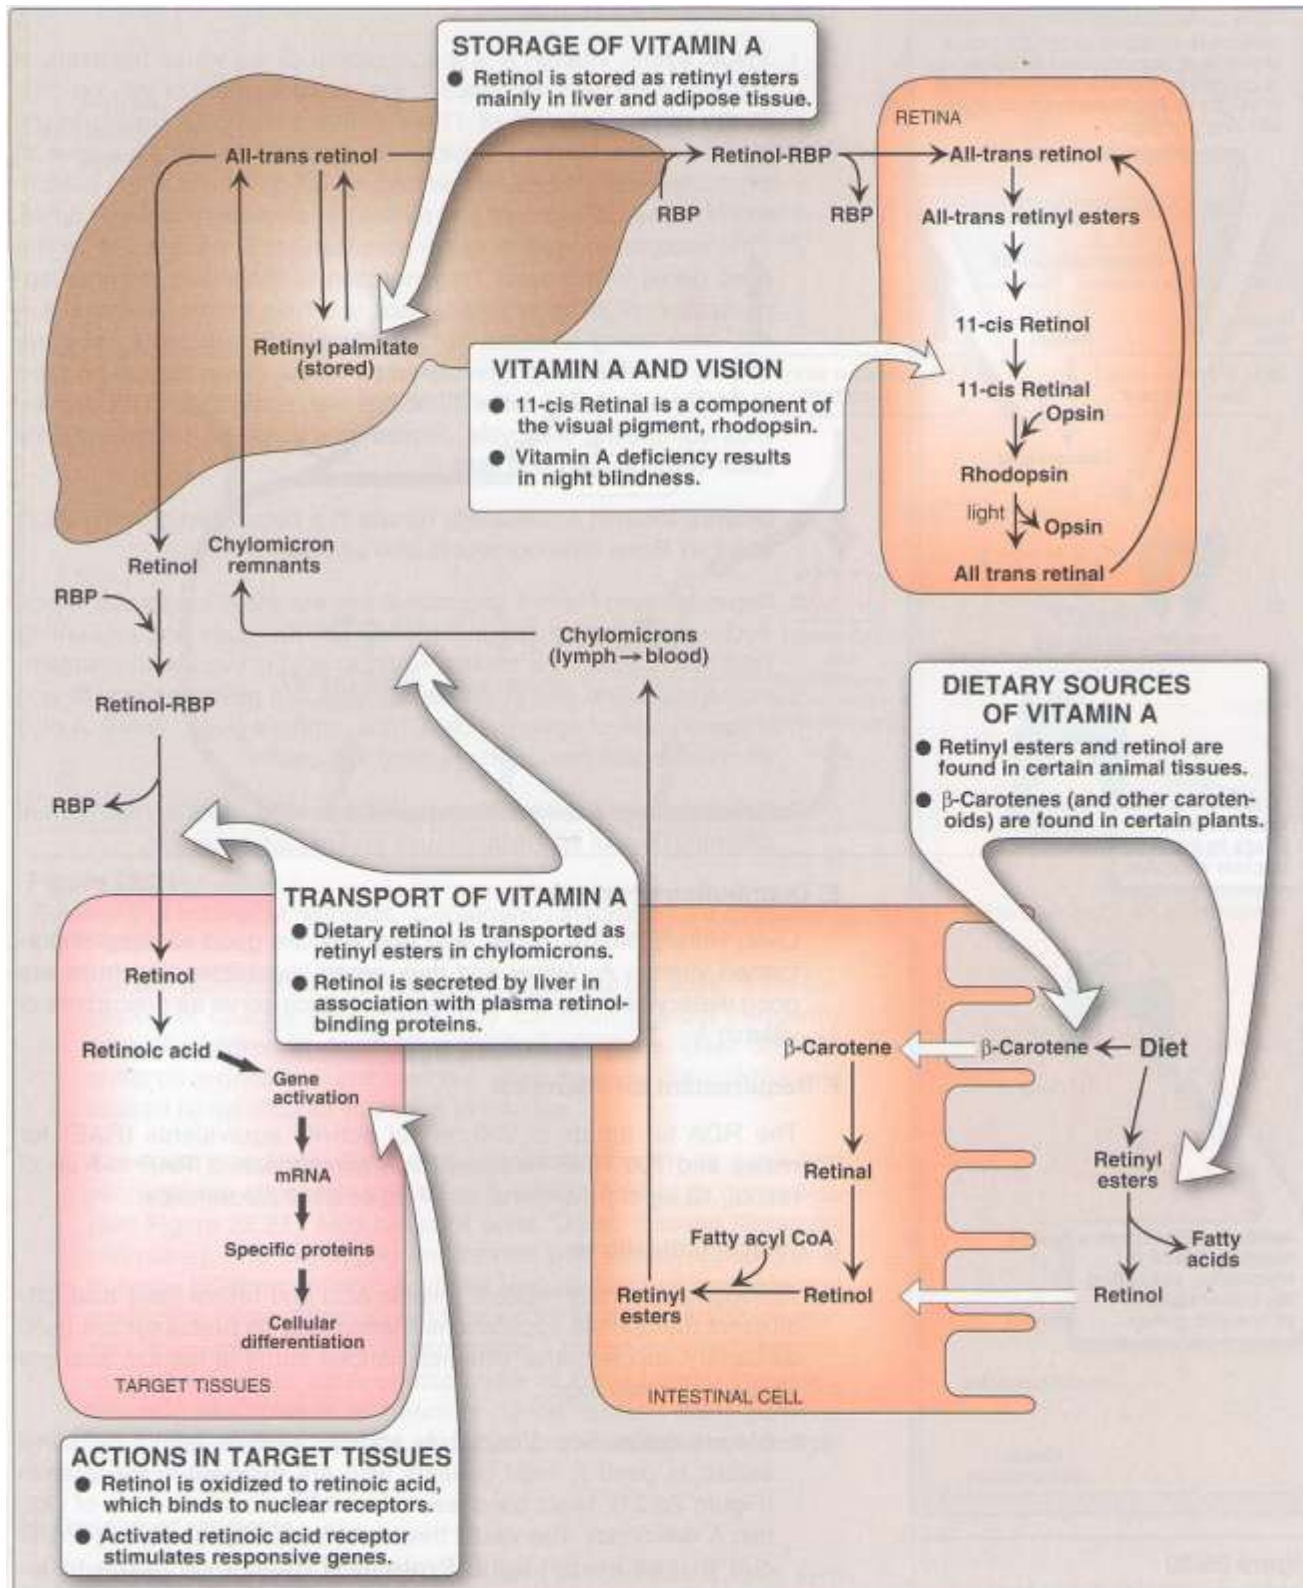 STORAGE OF VITAMIN A
● Retinol is stored as retinyl esters
mainly in liver and adipose tissue.
RETINA
All-trans retinol
Retinol-RBP
All-trans retinol
RBP
RBP
All-trans retinyl esters
11-cis Retinol
Retinyl palmitate
(stored)
VITAMIN A AND VISION
● 11-cis Retinal is a component of
the visual pigment, rhodopsin.
● Vitamin A deficiency results
in night blindness.
11-cis Retinal
Opsin
Rhodopsin
light
Opsin
All trans retinal
Chylomicron
remnants
Retinol
RBP
Chylomicrons
(lymph → blood)
Retinol-RBP
RBP
DIETARY SOURCES
OF VITAMIN A
● Retinyl esters and retinol are
found in certain animal tissues.
● β-Carotenes (and other caroten-
oids) are found in certain plants.
TRANSPORT OF VITAMIN A
● Dietary retinol is transported as
retinyl esters in chylomicrons.
● Retinol is secreted by liver in
association with plasma retinol-
binding proteins.
Retinol
Retinoic acid
Gene
activation
mRNA
Specific proteins
Cellular
differentiation
TARGET TISSUES
β-Carotene
β-Carotene
Diet
Retinal
Retinyl
esters
Fatty acyl CoA
Fatty
acids
Retinyl
esters
Retinol
Retinol
INTESTINAL CELL
ACTIONS IN TARGET TISSUES
● Retinol is oxidized to retinoic acid,
which binds to nuclear receptors.
● Activated retinoic acid receptor
stimulates responsive genes.